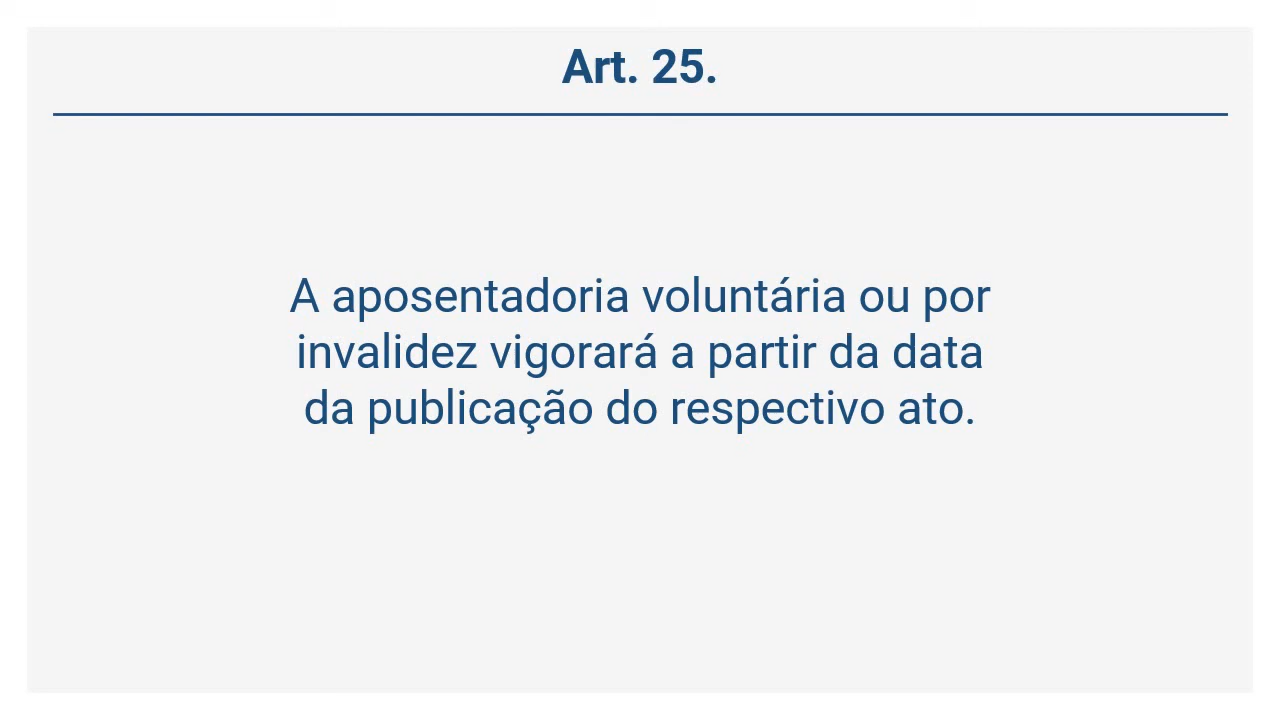 Art. 25.
A aposentadoria voluntária ou por
invalidez vigorará a partir da data
da publicação do respectivo ato.